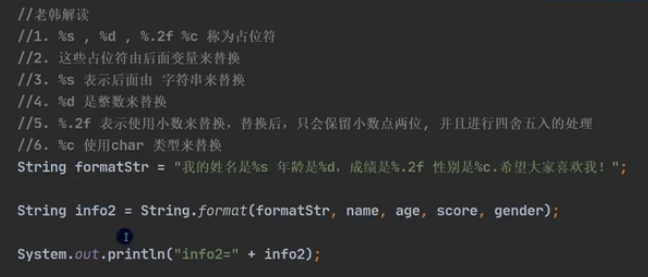 //老韩解读
//1. %s , %d , %.2f %c 称为占位符
//2. 这些占位符由后面变量来替换
//3. %s 表示后面由 字符串来替换
//4. %d 是整数来替换
//5. %.2f 表示使用小数来替换，替换后，只会保留小数点两位, 并且进行四舍五入的处理
//6. %c 使用char 类型来替换
String formatStr = "我的姓名是%s 年龄是%d，成绩是%.2f 性别是%c.希望大家喜欢我！";
String info2 = String.format(formatStr, name, age, score, gender);
System.out.println("info2=" + info2);